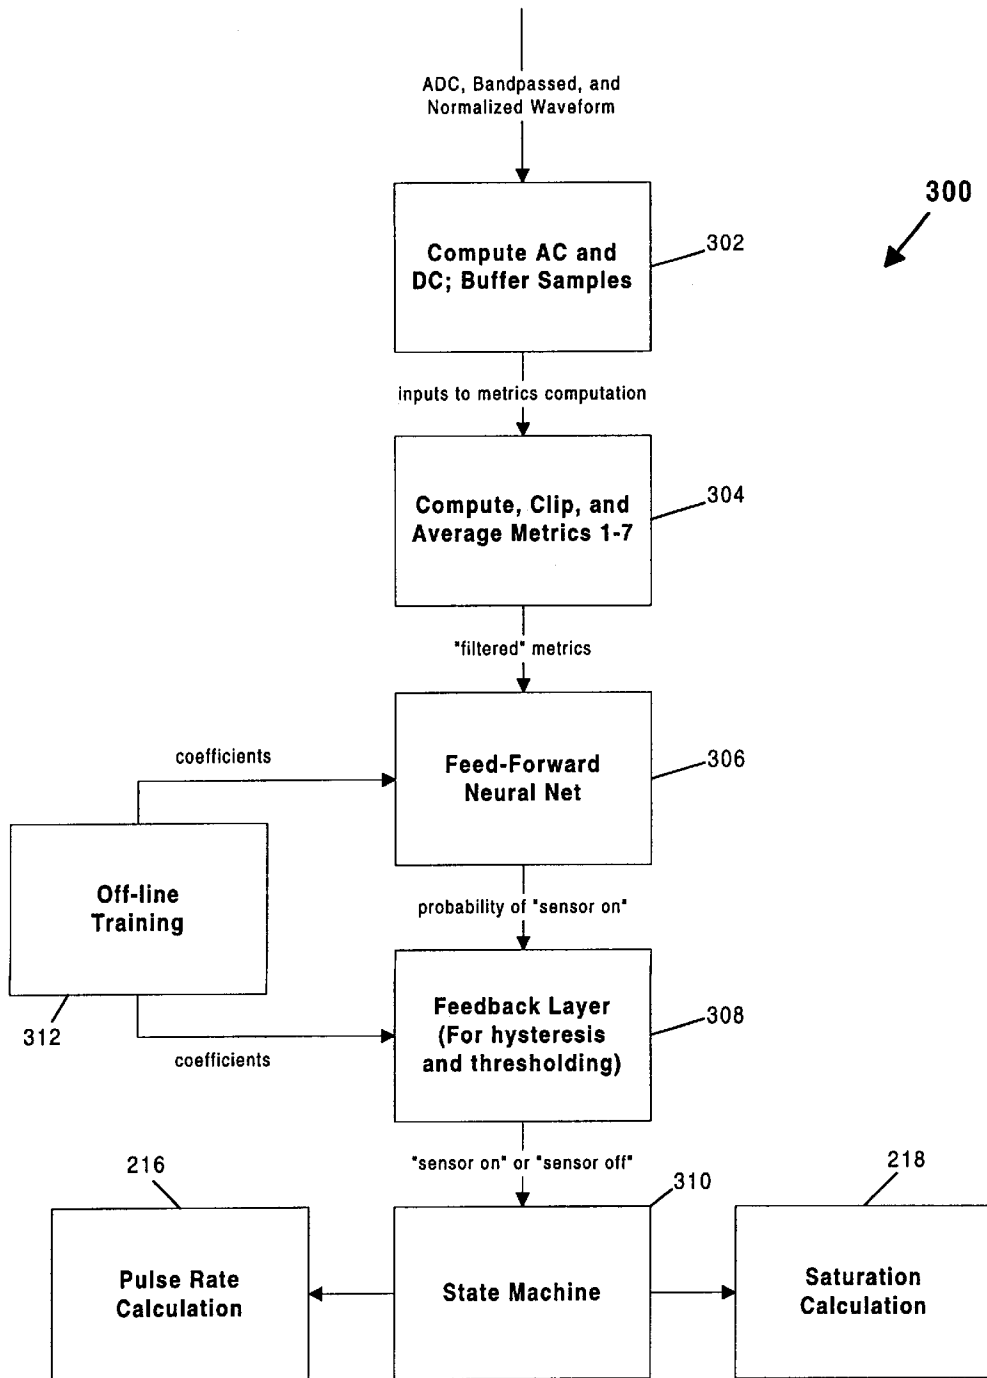 ADC, Bandpassed, and
Normalized Waveform
300
Compute AC and
DC; Buffer Samples
302
inputs to metrics computation
Compute, Clip, and
Average Metrics 1-7
304
"filtered" metrics
coefficients
Feed-Forward
Neural Net
306
Off-line
Training
312
probability of "sensor on"
Feedback Layer
(For hysteresis
and thresholding)
308
coefficients
"sensor on" or "sensor off"
216
310
218
Pulse Rate
Calculation
State Machine
Saturation
Calculation